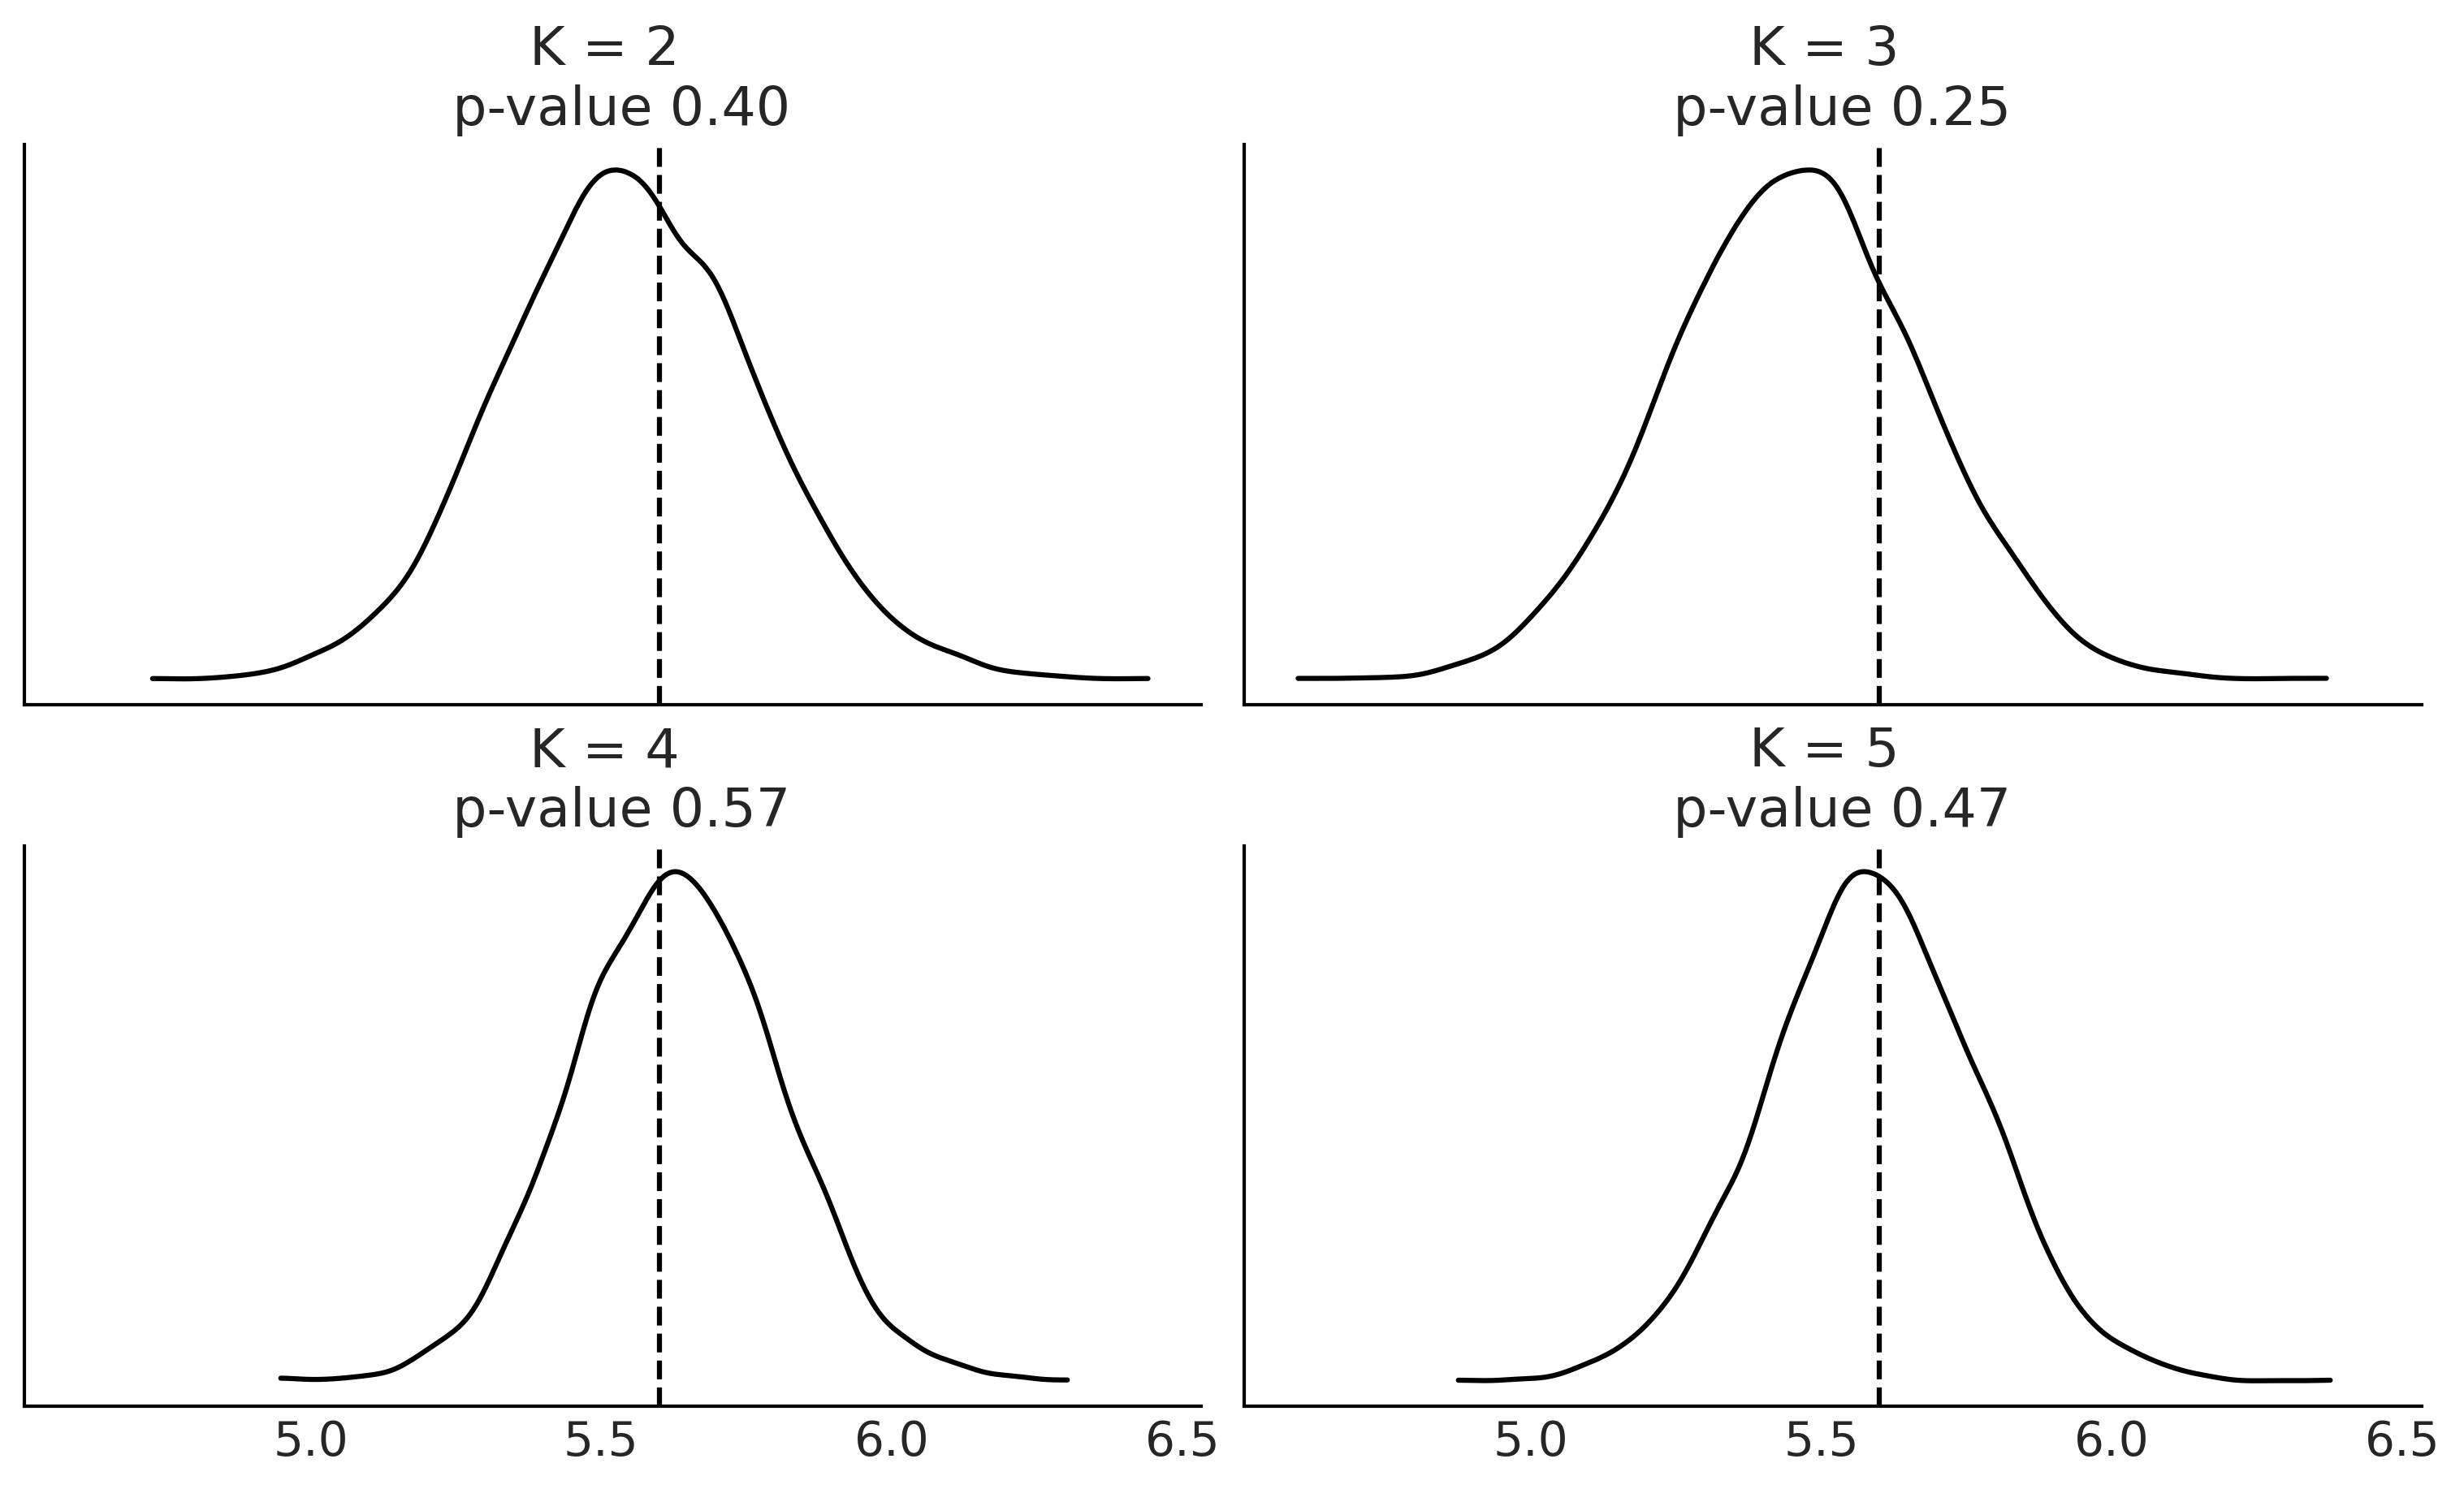 K = 2
p-value 0.40
K = 3
p-value 0.25
K = 4
p-value 0.57
K = 5
p-value 0.47
5.0 5.5 6.0 6.5
5.0 5.5 6.0 6.5